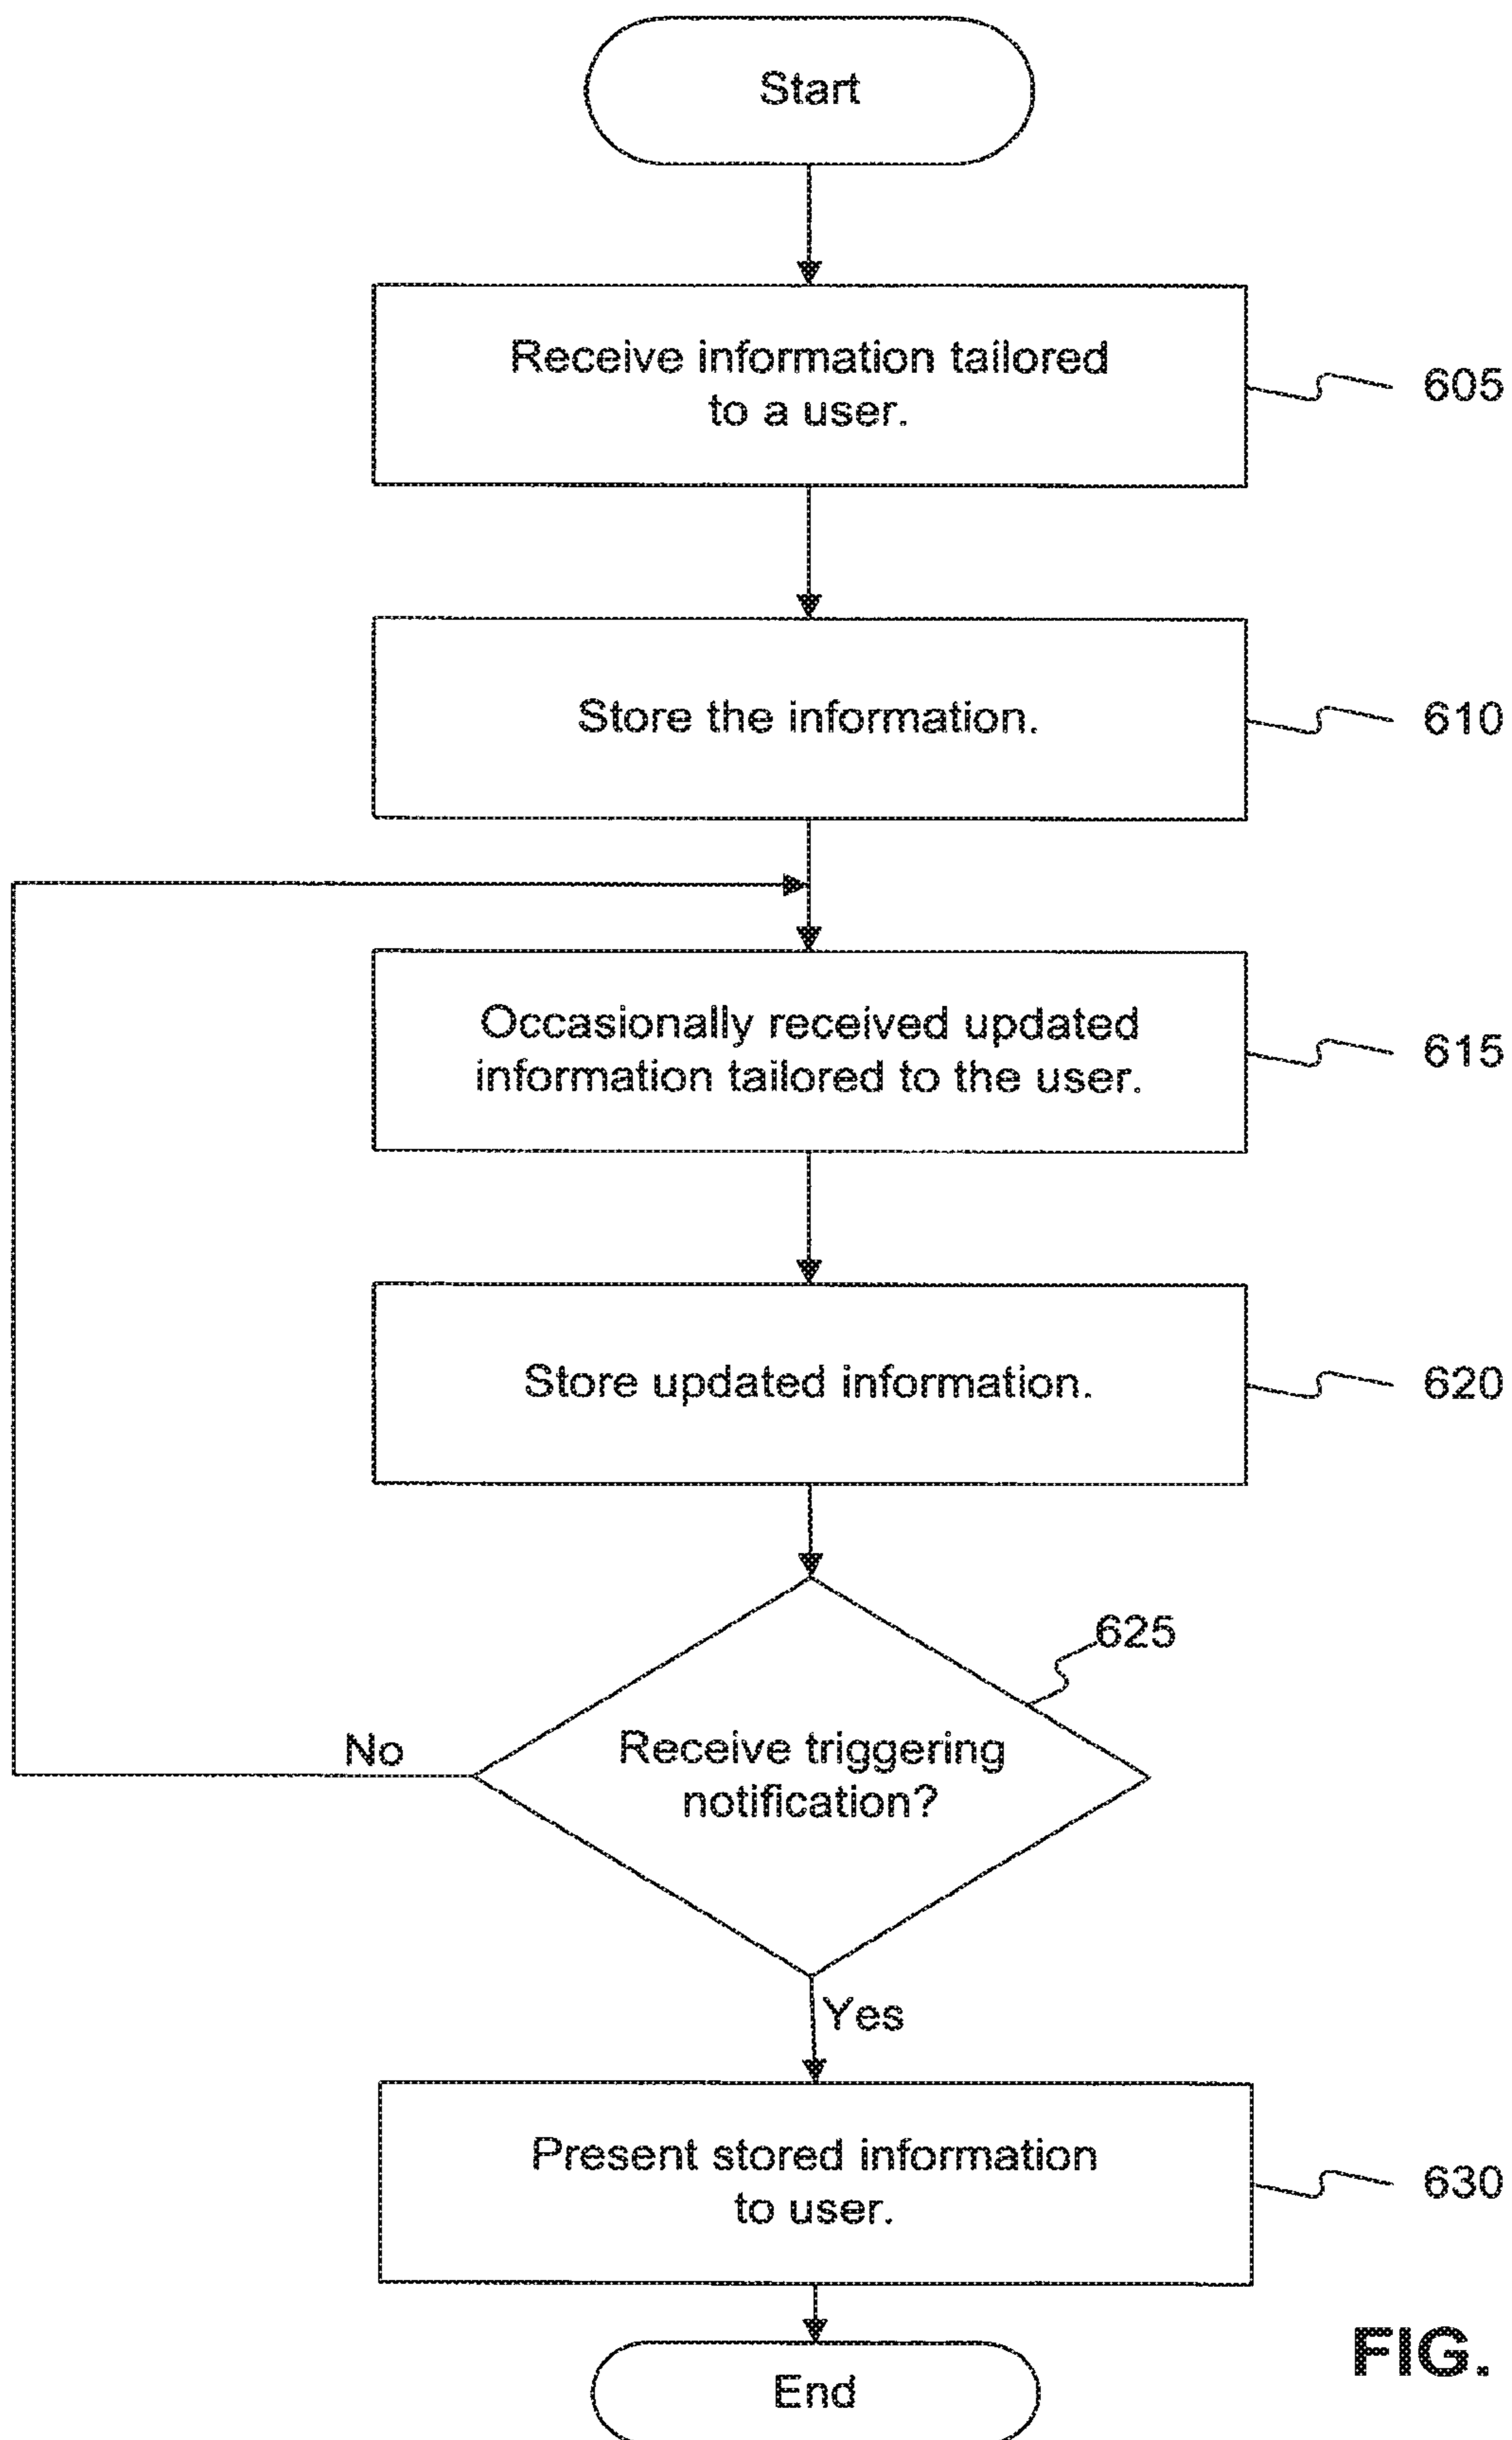 Start
Receive information tailored
to a user.
605
Store the information.
610
Occasionally received updated
information tailored to the user.
615
Store updated information.
620
625
Receive triggering
notification?
No
Yes
Present stored information
to user.
630
End
FIG.